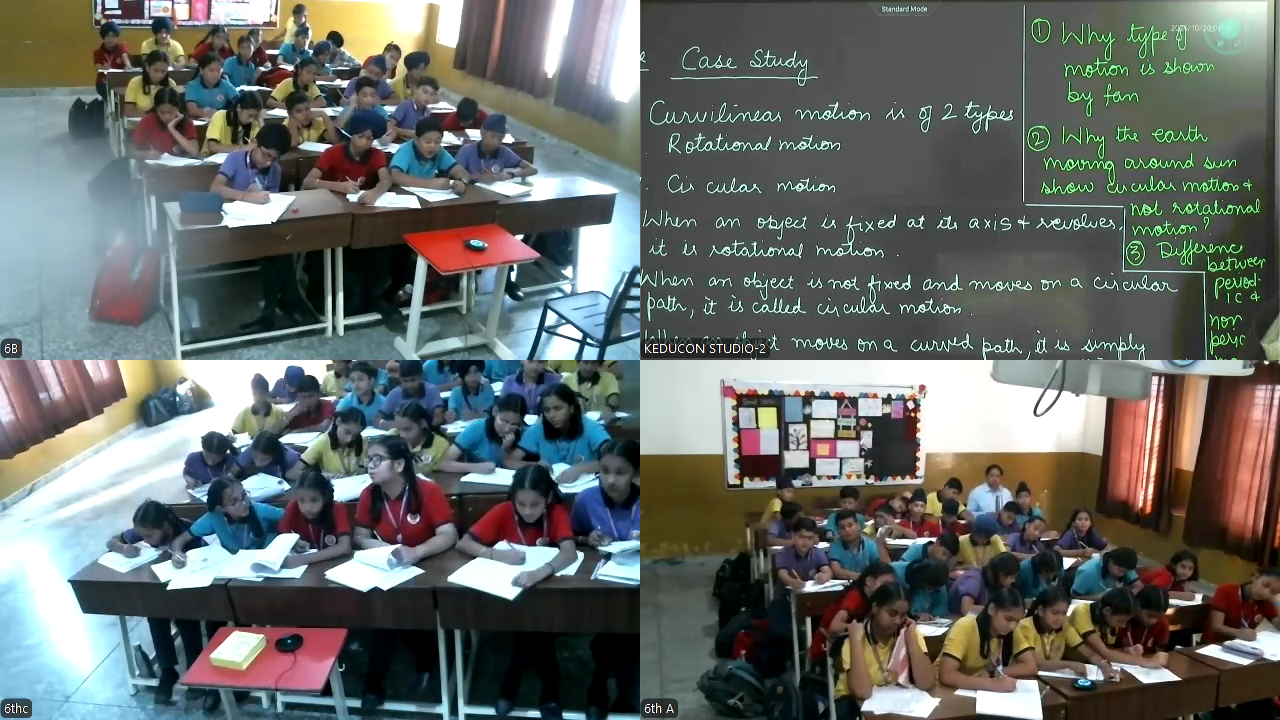 Standard Mode
Case Study
Curvilinear motion is of 2 types
Rotational motion
Circular motion
When an object is fixed at its axis & revolves,
it is rotational motion.
When an object is not fixed and moves on a circular
path, it is called circular motion.
moves on a curved path, it is simply
① Why type of
motion is shown
by fan
② Why the earth
moving around sun
show circular motion &
not rotational
motion?
③ Difference
between
period-
ic &
non
2024/10/26
6B
KEDUCON STUDIO-2
6thc
6th A